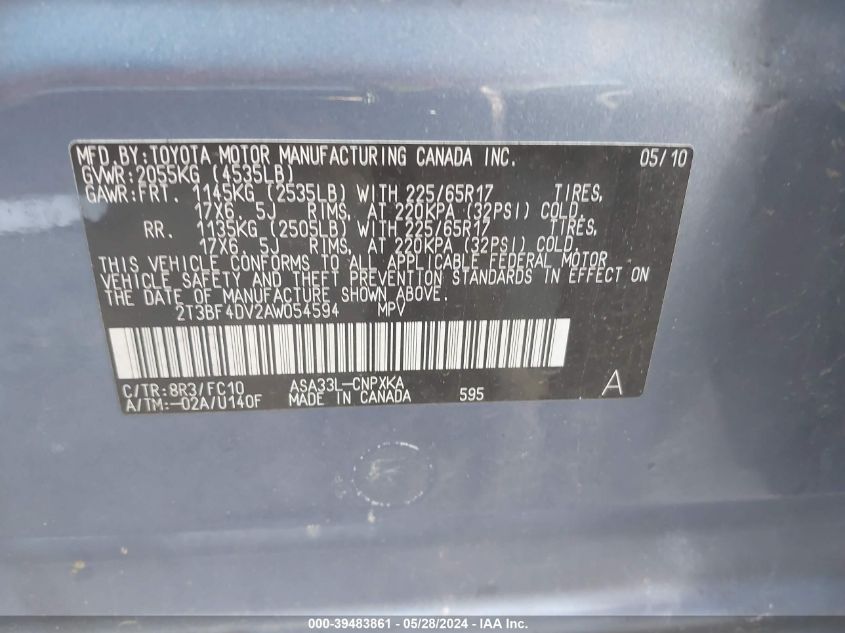 MFD.BY:TOYOTA MOTOR MANUFACTURING CANADA INC. 05/10
GVWR:2055KG (4535LB)
GAWR:FRT. 1145KG (2535LB) WITH 225/65R17 TIRES,
17X6. 5J RIMS, AT 220KPA (32PSI) COLD,
RR. 1135KG (2505LB) WITH 225/65R17 TIRES,
17X6. 5J RIMS, AT 220KPA (32PSI) COLD.
THIS VEHICLE CONFORMS TO ALL APPLICABLE FEDERAL MOTOR
VEHICLE SAFETY AND THEFT PREVENTION STANDARDS IN EFFECT ON
THE DATE OF MANUFACTURE SHOWN ABOVE.
2T3BF4DV2AW054594 MPV
C/TR:8R3/FC10 ASA33L-CNPXKA
A/TM:-02A/U140F MADE IN CANADA 595 A
000-39483861 - 05/28/2024 - IAA Inc.